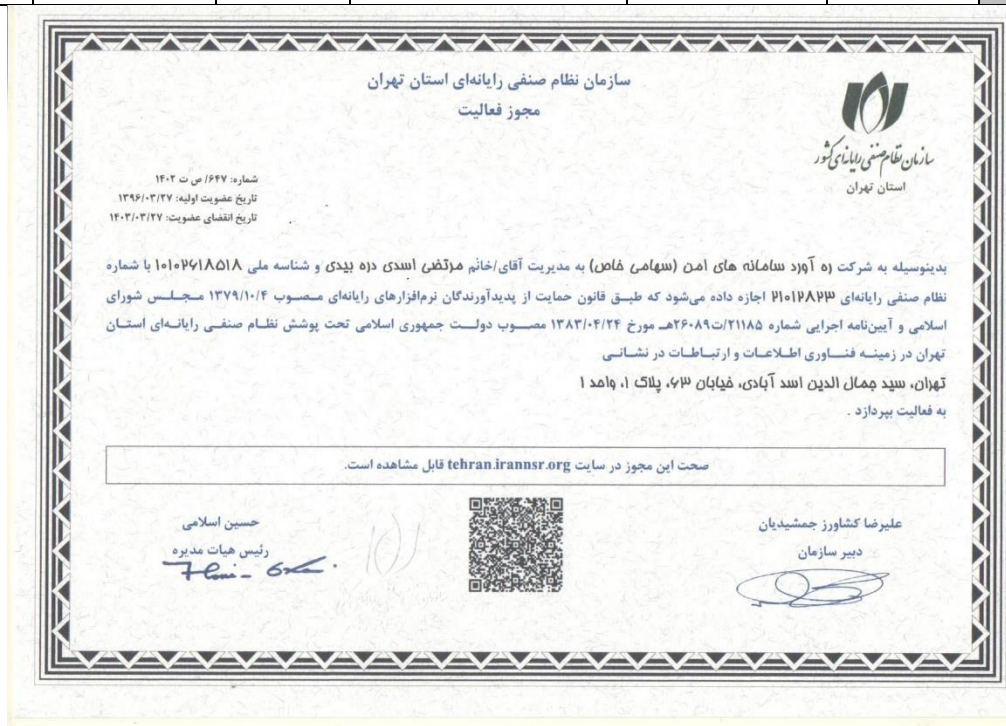 سازمان نظام صنفی رایانه‌ای استان تهران
مجوز فعالیت
سازمان نظام صنفی رایانه‌ای کشور
استان تهران
شماره: ۶۴۷/ ص ت ۱۴۰۲
تاریخ عضویت اولیه: ۱۳۹۶/۰۳/۲۷
تاریخ انقضای عضویت: ۱۴۰۳/۰۳/۲۷
بدینوسیله به شرکت ره آورد سامانه های امن (سهامی خاص) به مدیریت آقای/خانم مرتضی اسدی دره بیدی و شناسه ملی ۱۰۱۰۲۶۱۸۵۱۸ با شماره
نظام صنفی رایانه‌ای ۲۱۰۱۲۸۲۳ اجازه داده می‌شود که طبق قانون حمایت از پدیدآورندگان نرم‌افزارهای رایانه‌ای مصوب ۱۳۷۹/۱۰/۴ مجلس شورای
اسلامی و آیین‌نامه اجرایی شماره ۲۱۱۸۵/ت۲۶۰۸۹هـ مورخ ۱۳۸۳/۰۴/۲۴ مصوب دولت جمهوری اسلامی تحت پوشش نظام صنفی رایانه‌ای استان
تهران در زمینه فناوری اطلاعات و ارتباطات در نشانی
تهران، سید جمال الدین اسد آبادی، خیابان ۶۳، پلاک ۱، واحد ۱
به فعالیت بپردازد .
صحت این مجوز در سایت tehran.irannsr.org قابل مشاهده است.
علیرضا کشاورز جمشیدیان
دبیر سازمان
حسین اسلامی
رئیس هیات مدیره